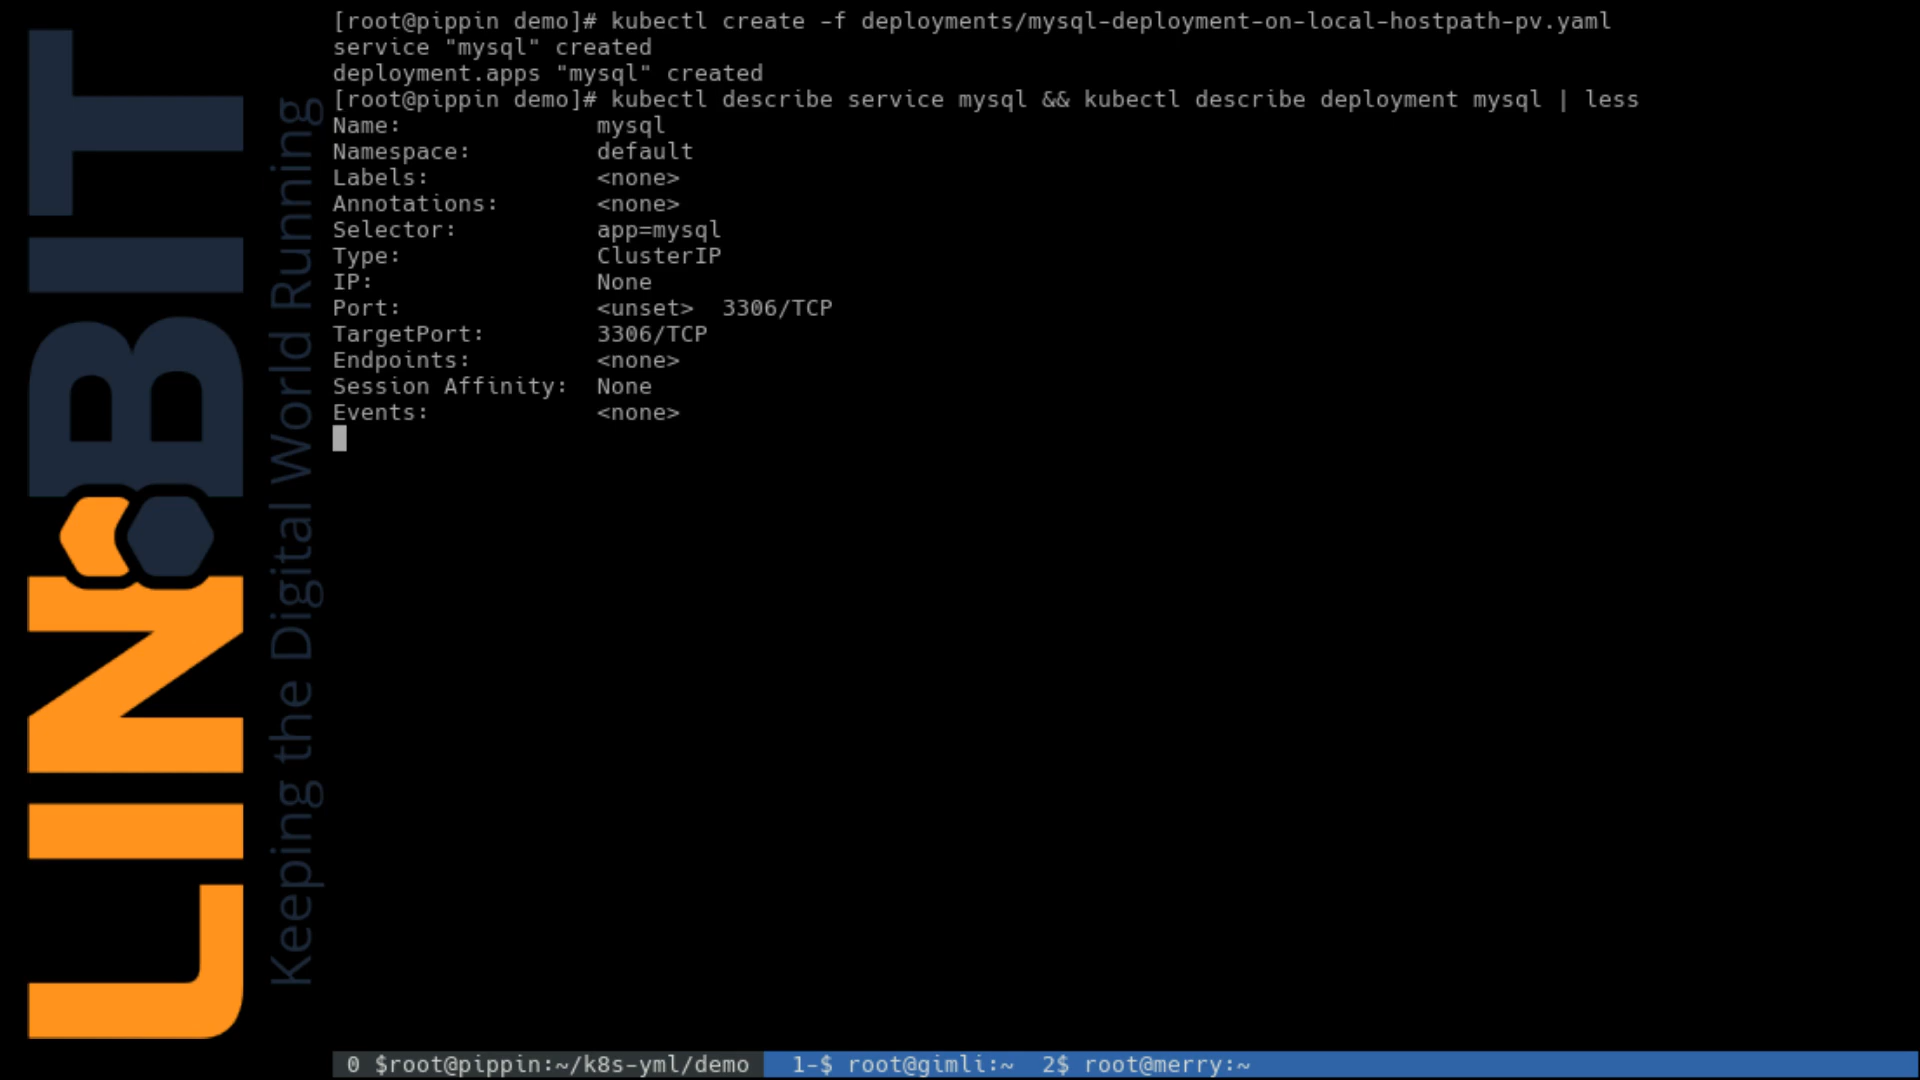 LINBIT
Keeping the Digital World Running
[root@pippin demo]# kubectl create -f deployments/mysql-deployment-on-local-hostpath-pv.yaml
service "mysql" created
deployment.apps "mysql" created
[root@pippin demo]# kubectl describe service mysql && kubectl describe deployment mysql | less
Name:              mysql
Namespace:         default
Labels:            <none>
Annotations:       <none>
Selector:          app=mysql
Type:              ClusterIP
IP:                None
Port:              <unset>  3306/TCP
TargetPort:        3306/TCP
Endpoints:         <none>
Session Affinity:  None
Events:            <none>
0 $root@pippin:~/k8s-yml/demo   1-$ root@gimli:~  2$ root@merry:~